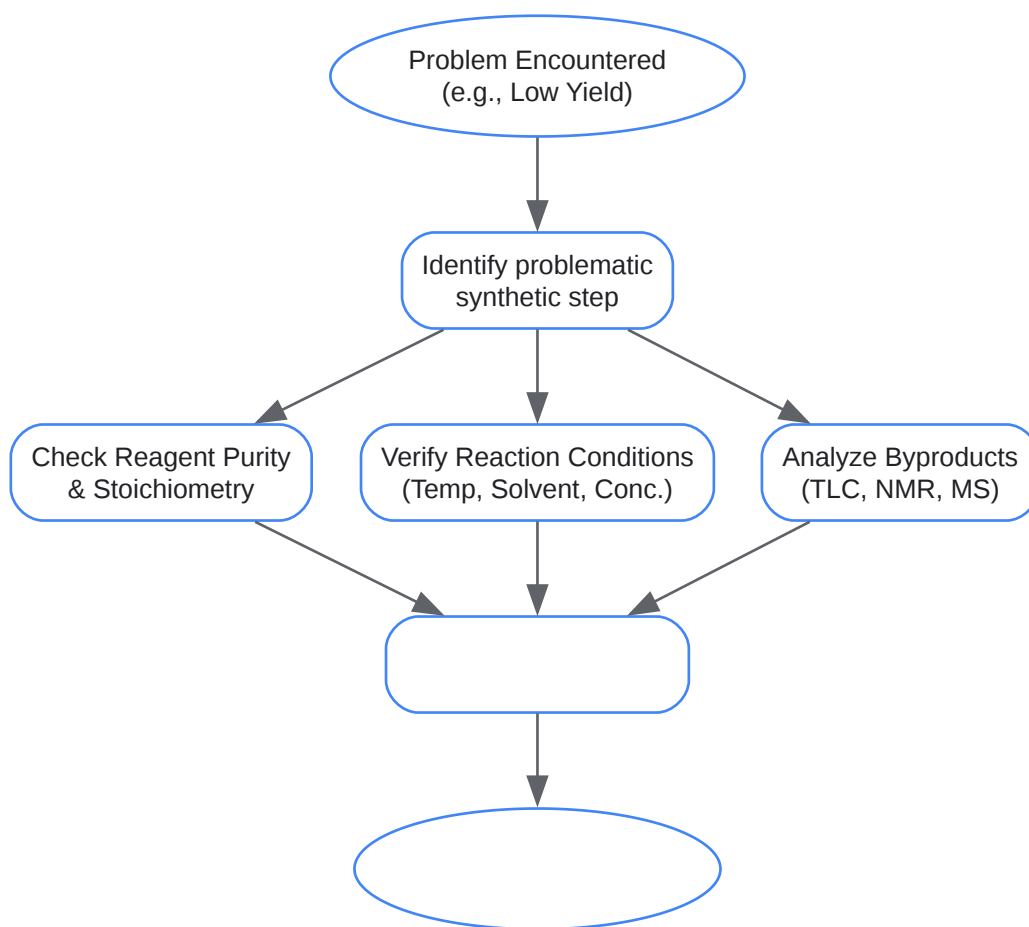 Problem Encountered
(e.g., Low Yield)
Identify problematic
synthetic step
Check Reagent Purity
& Stoichiometry
Verify Reaction Conditions
(Temp, Solvent, Conc.)
Analyze Byproducts
(TLC, NMR, MS)